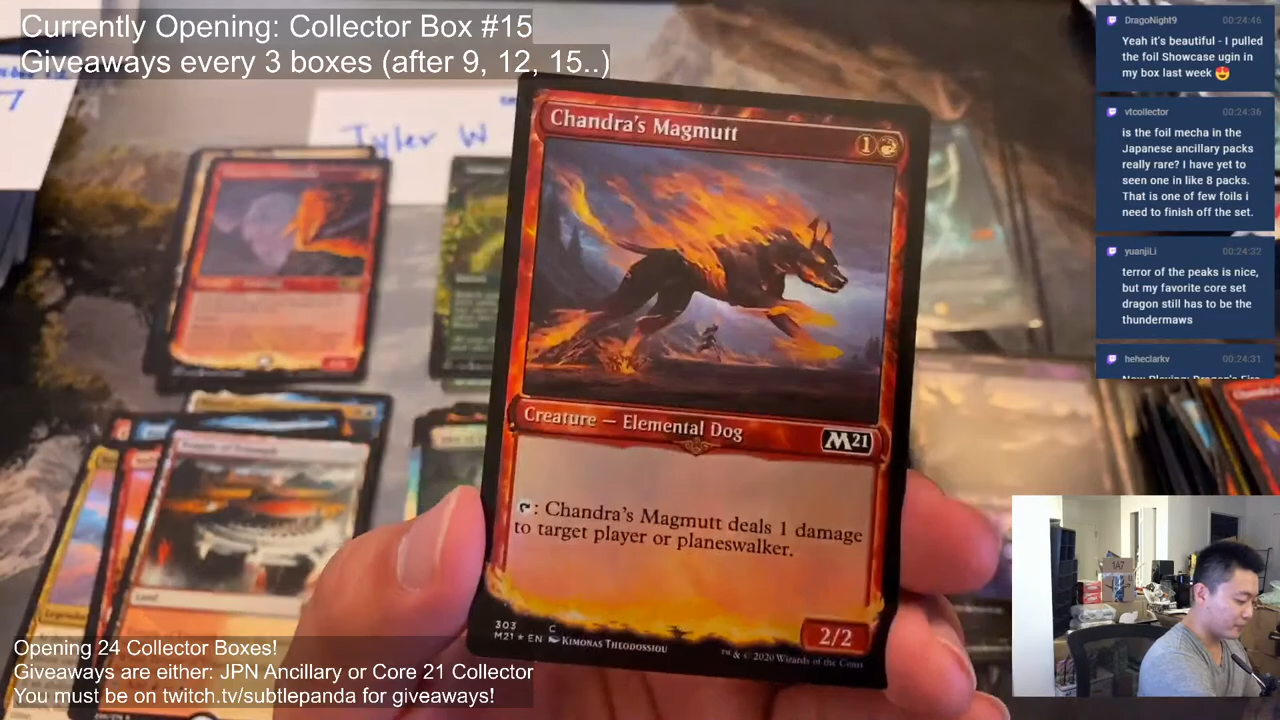 Currently Opening: Collector Box #15
Giveaways every 3 boxes (after 9, 12, 15..)
Tyler W
Chandra's Magmutt
1
Creature — Elemental Dog
M21
: Chandra's Magmutt deals 1 damage
to target player or planeswalker.
2/2
303 C
M21 ★ EN Kimonas Theodossiou
™ & © 2020 Wizards of the Coast
Land
Opening 24 Collector Boxes!
Giveaways are either: JPN Ancillary or Core 21 Collector
You must be on twitch.tv/subtlepanda for giveaways!
DragoNight9 00:24:46
Yeah it's beautiful - I pulled
the foil Showcase ugin in
my box last week 😍
vtcollector 00:24:36
is the foil mecha in the
Japanese ancillary packs
really rare? I have yet to
seen one in like 8 packs.
That is one of few foils i
need to finish off the set.
yuanjiLi 00:24:32
terror of the peaks is nice,
but my favorite core set
dragon still has to be the
thundermaws
heheclarkv 00:24:31
1A7